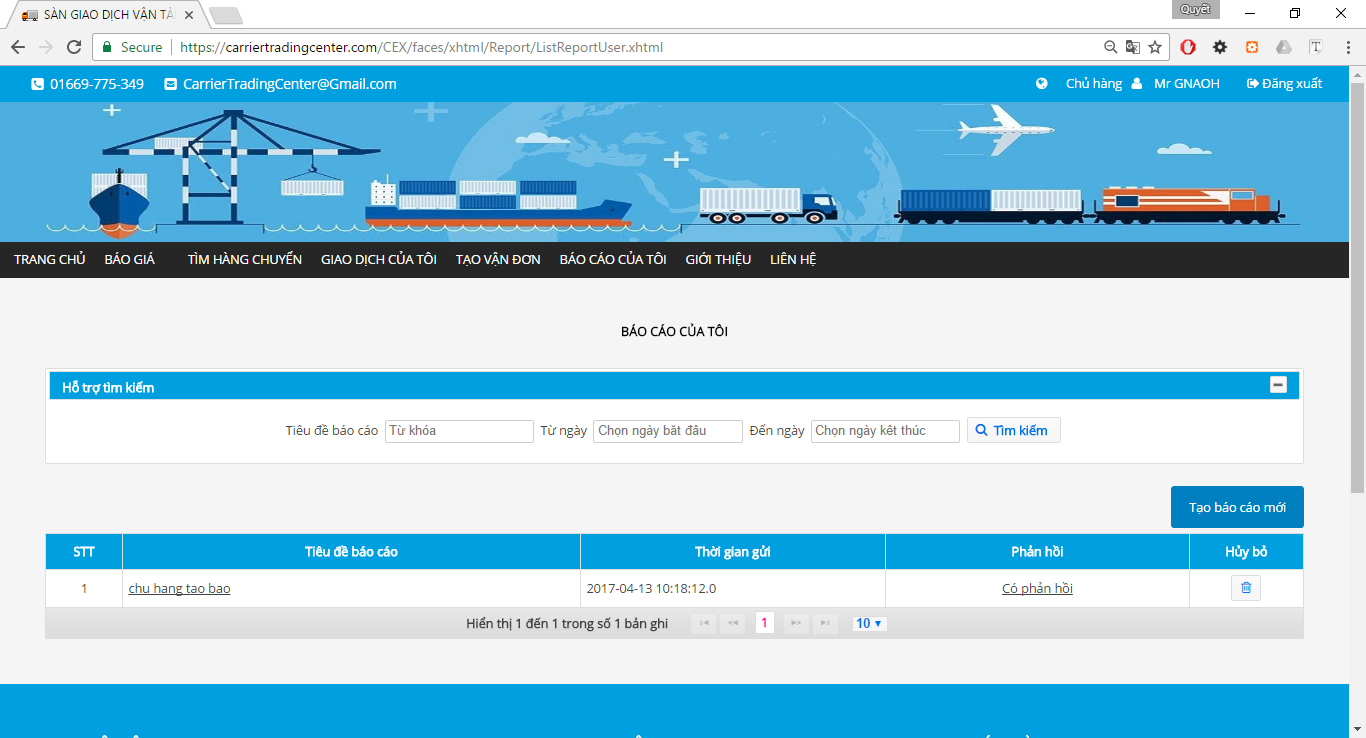 SÀN GIAO DỊCH VẬN TẢ
Quyết
Secure https://carriertradingcenter.com/CEX/faces/xhtml/Report/ListReportUser.xhtml
01669-775-349 CarrierTradingCenter@Gmail.com Chủ hàng Mr GNAOH Đăng xuất
TRANG CHỦ BÁO GIÁ TÌM HÀNG CHUYỂN GIAO DỊCH CỦA TÔI TẠO VẬN ĐƠN BÁO CÁO CỦA TÔI GIỚI THIỆU LIÊN HỆ
BÁO CÁO CỦA TÔI
Hỗ trợ tìm kiếm
Tiêu đề báo cáo Từ khóa Từ ngày Chọn ngày bắt đầu Đến ngày Chọn ngày kết thúc Tìm kiếm
Tạo báo cáo mới
STT Tiêu đề báo cáo Thời gian gửi Phản hồi Hủy bỏ
1 chu hang tao bao 2017-04-13 10:18:12.0 Có phản hồi
Hiển thị 1 đến 1 trong số 1 bản ghi 1 10